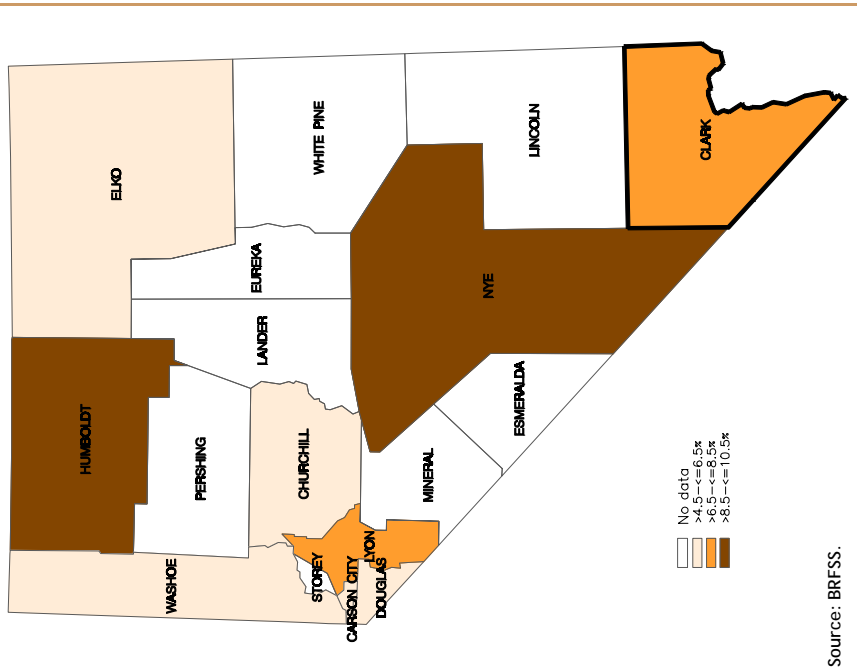 HUMBOLDT
ELKO
WASHOE
PERSHING
LANDER
EUREKA
WHITE PINE
STOREY
CHURCHILL
CARSON CITY
LYON
DOUGLAS
MINERAL
NYE
ESMERALDA
LINCOLN
CLARK
No data
>4.5-<=6.5%
>6.5-<=8.5%
>8.5-<=10.5%
Source: BRFSS.